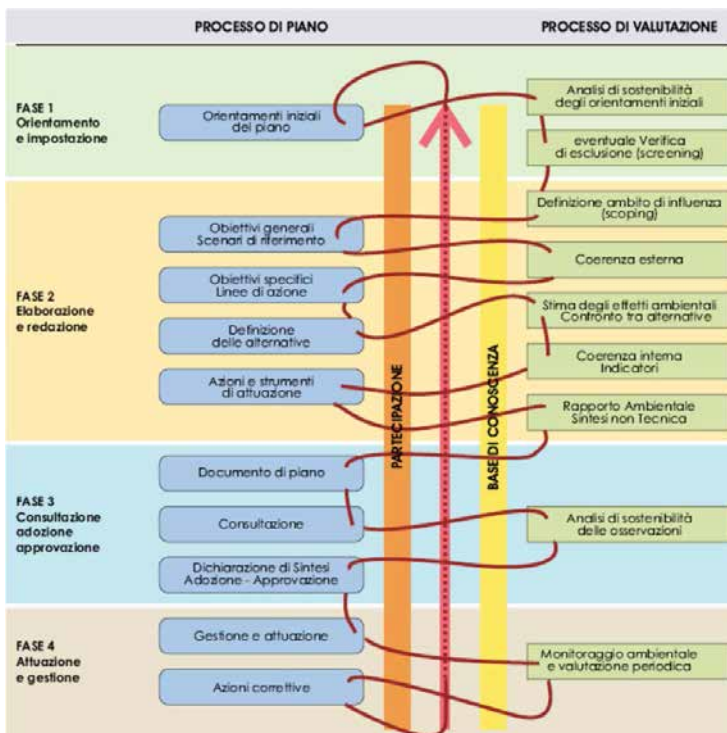 PROCESSO DI PIANO
PROCESSO DI VALUTAZIONE
FASE 1
Orientamento
e impostazione
Orientamenti iniziali
del piano
Analisi di sostenibilità
degli orientamenti iniziali
eventuale Verifica
di esclusione (screening)
FASE 2
Elaborazione
e redazione
Obiettivi generali
Scenari di riferimento
Obiettivi specifici
Linee di azione
Definizione
delle alternative
Azioni e strumenti
di attuazione
Definizione ambito di influenza
(scoping)
Coerenza esterna
Stima degli effetti ambientali
Confronto tra alternative
Coerenza interna
Indicatori
Rapporto Ambientale
Sintesi non Tecnica
PARTECIPAZIONE
BASE DI CONOSCENZA
FASE 3
Consultazione
adozione
approvazione
Documento di piano
Consultazione
Dichiarazione di Sintesi
Adozione - Approvazione
Analisi di sostenibilità
delle osservazioni
FASE 4
Attuazione
e gestione
Gestione e attuazione
Azioni correttive
Monitoraggio ambientale
e valutazione periodica